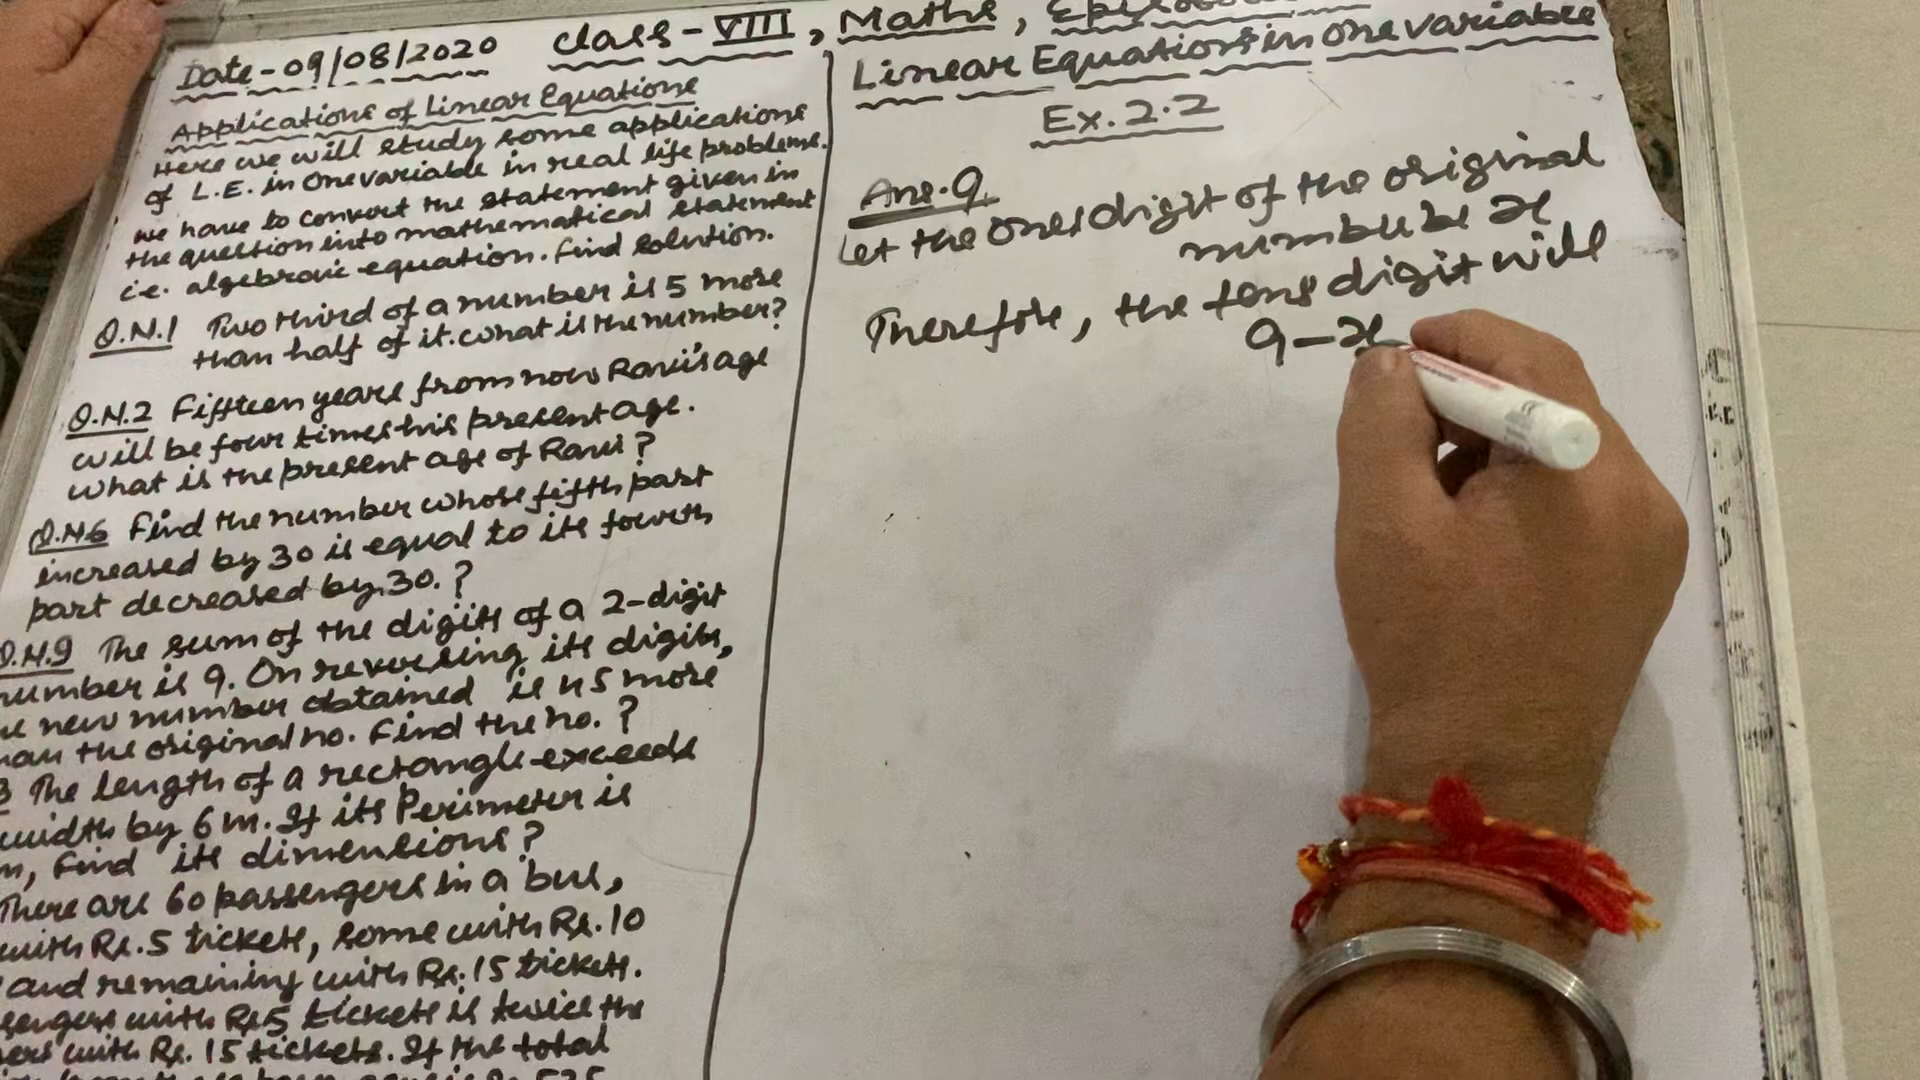 Date-09/08/2020 Class-VIII, Maths,
Applications of Linear Equations
Here we will study some applications
of L.E. in One variable in real life problems.
we have to convert the statement given in
the question into mathematical statement
i.e. algebraic equation. Find solution.
Q.N.1 Two third of a number is 5 more
than half of it. what is the number?
Q.N.2 Fifteen years from now Ravi's age
will be four times his present age.
what is the present age of Ravi?
Q.N.6 Find the number whose fifth part
increased by 30 is equal to its fourth
part decreased by 30.?
Q.N.9 The sum of the digits of a 2-digit
number is 9. On reversing its digits,
new number obtained is 45 more
the original no. Find the no.?
The length of a rectangle exceeds
width by 6 m. If its Perimeter is
Find its dimensions?
There are 60 passengers in a bus,
with Rs.5 tickets, some with Rs.10
and remaining with Rs.15 tickets.
with Rs5 tickets is twice the
with Rs.15 tickets. If the total
Linear Equations in One variable
Ex.2.2
Ans.9
Let the ones digit of the original
number be x
Therefore, the tens digit will
9-x